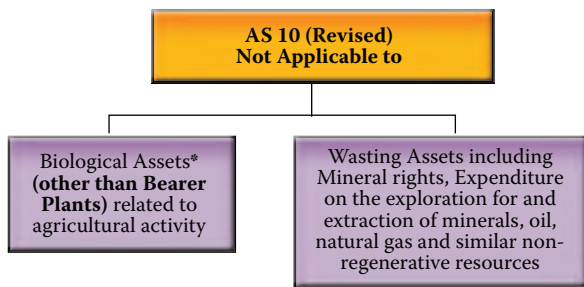 AS 10 (Revised)
Not Applicable to
Biological Assets*
(other than Bearer
Plants) related to
agricultural activity
Wasting Assets including
Mineral rights, Expenditure
on the exploration for and
extraction of minerals, oil,
natural gas and similar non-
regenerative resources